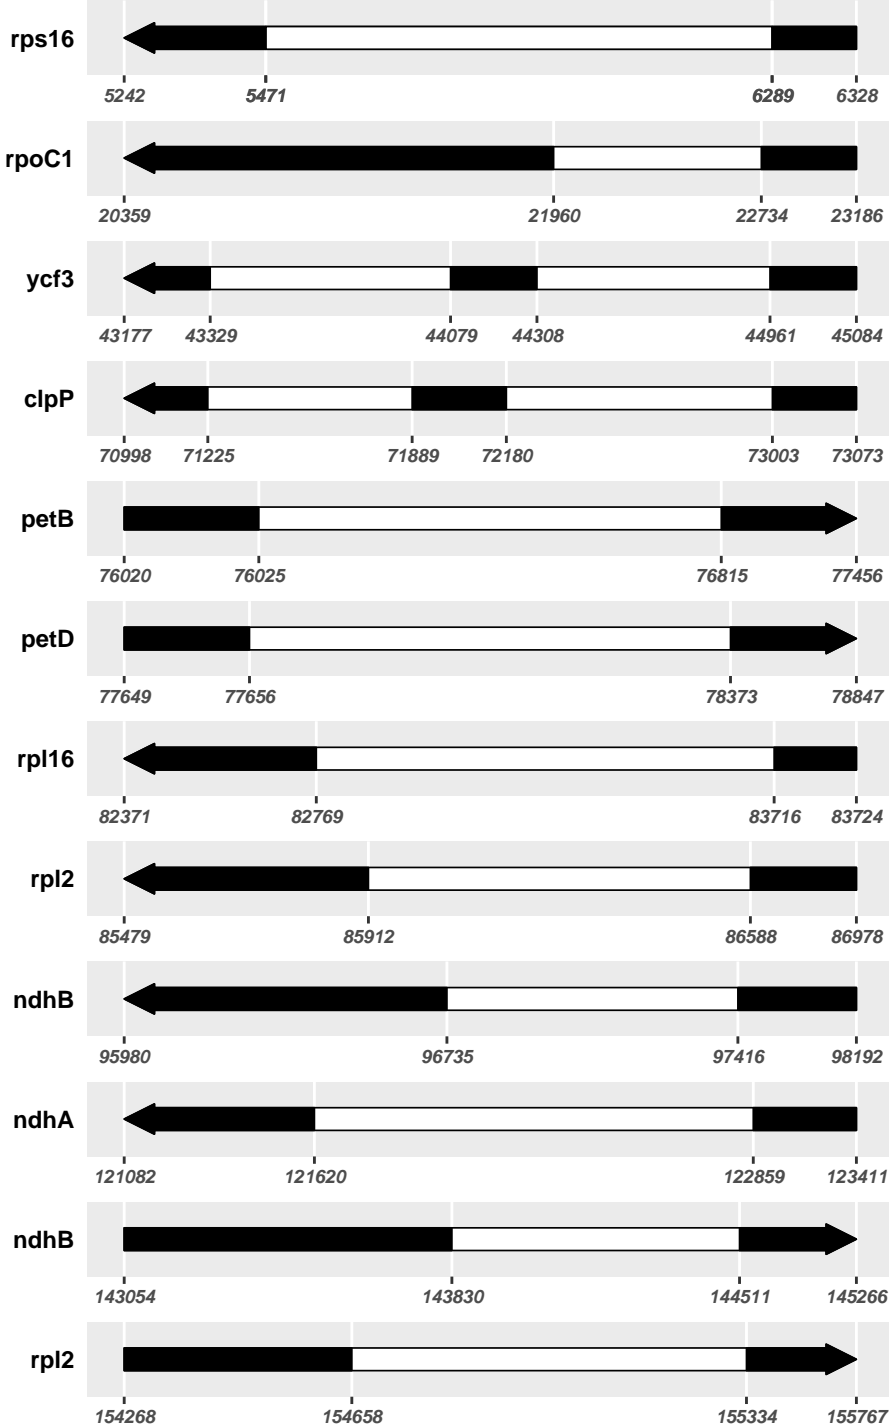 rps16
5242 5471 6289 6328
rpoC1
20359 21960 22734 23186
ycf3
43177 43329 44079 44308 44961 45084
clpP
70998 71225 71889 72180 73003 73073
petB
76020 76025 76815 77456
petD
77649 77656 78373 78847
rpl16
82371 82769 83716 83724
rpl2
85479 85912 86588 86978
ndhB
95980 96735 97416 98192
ndhA
121082 121620 122859 123411
ndhB
143054 143830 144511 145266
rpl2
154268 154658 155334 155767